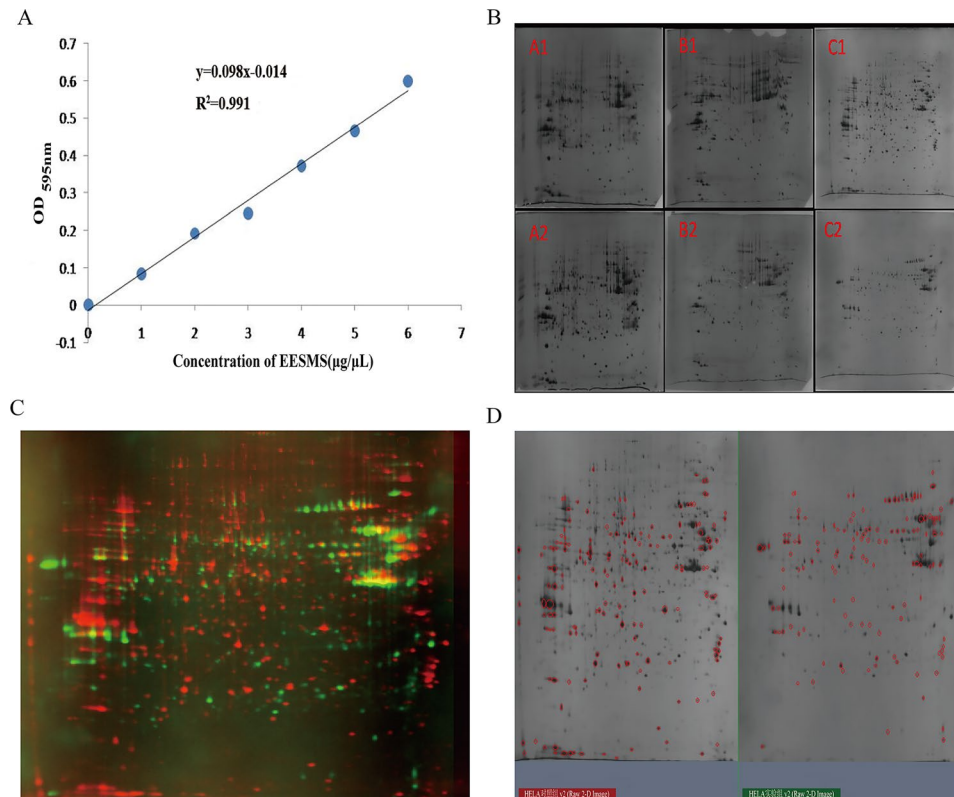 A
0.7
0.6
0.5
0.4
0.3
0.2
0.1
0
-0.1
OD 595nm
y=0.098x-0.014
R²=0.991
0 1 2 3 4 5 6 7
Concentration of EESMS(µg/µL)
B
A1 B1 C1
A2 B2 C2
C
D
HELA对照组 v2 (Raw 2-D Image)
HELA实验组 v2 (Raw 2-D Image)